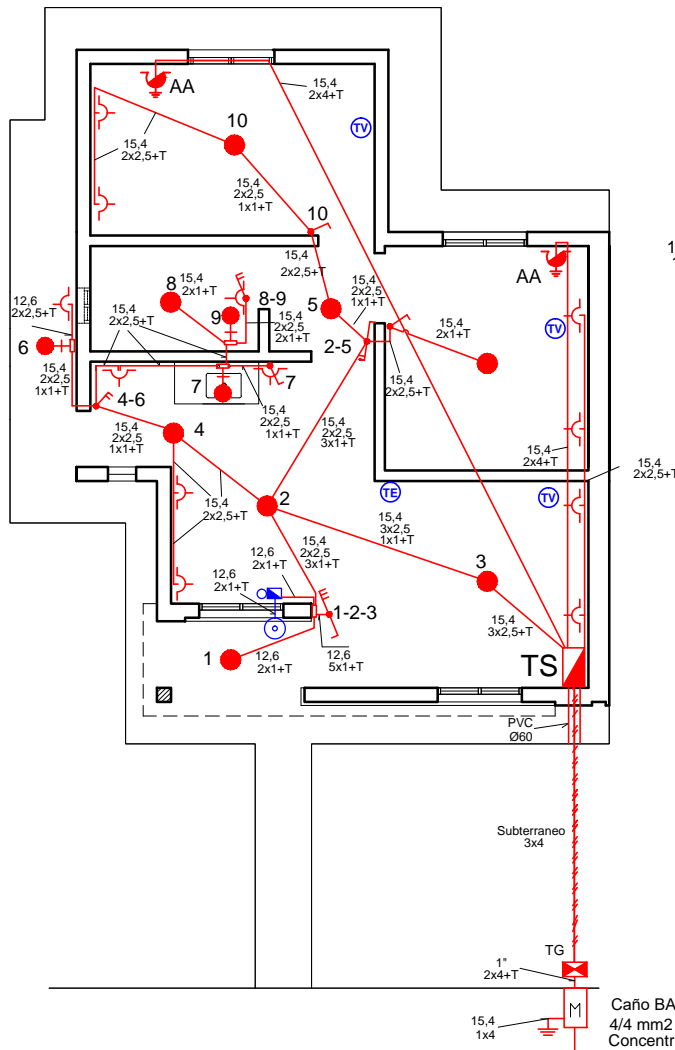 AA
15,4
2x4+T
TV
15,4
2x2,5+T
10
15,4
2x2,5
1x1+T
10
15,4
2x2,5+T
AA
12,6
2x2,5+T
8
15,4
2x1+T
9
8-9
15,4
2x2,5
2x1+T
5
15,4
2x2,5
1x1+T
2-5
TV
15,4
2x1+T
15,4
2x2,5+T
6
15,4
2x2,5+T
15,4
2x2,5
1x1+T
4-6
7
7
15,4
2x2,5
1x1+T
4
15,4
2x2,5
1x1+T
15,4
2x2,5
3x1+T
15,4
2x4+T
15,4
2x2,5+T
15,4
2x2,5+T
2
TE
TV
15,4
3x2,5
1x1+T
15,4
2x2,5
3x1+T
3
12,6
2x1+T
12,6
2x1+T
1-2-3
15,4
3x2,5+T
1
12,6
2x1+T
12,6
5x1+T
TS
PVC
Ø60
Subterraneo
3x4
TG
1"
2x4+T
M
15,4
1x4
Caño BA
4/4 mm2
Concentr